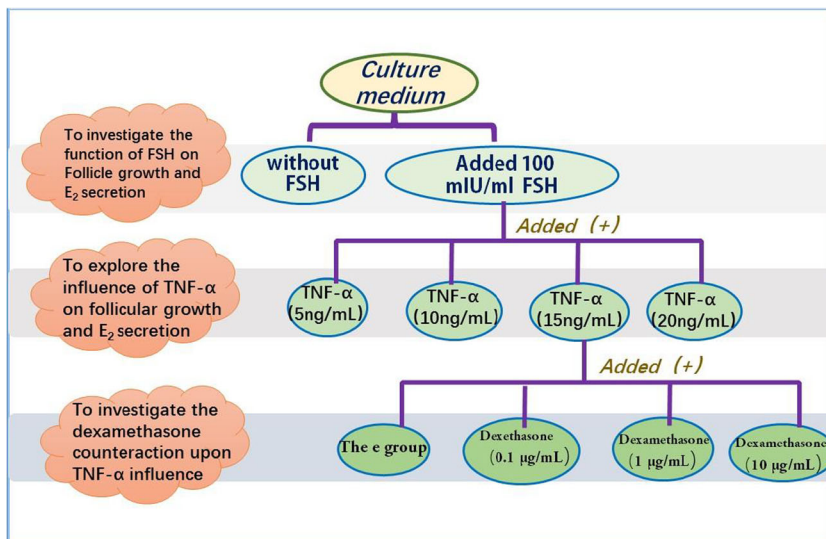 Culture
medium
To investigate the
function of FSH on
Follicle growth and
E₂ secretion
without
FSH
Added 100
mIU/ml FSH
Added (+)
To explore the
influence of TNF-α
on follicular growth
and E₂ secretion
TNF-α
(5ng/mL)
TNF-α
(10ng/mL)
TNF-α
(15ng/mL)
TNF-α
(20ng/mL)
Added (+)
To investigate the
dexamethasone
counteraction upon
TNF-α influence
The e group
Dexethasone
(0.1 μg/mL)
Dexamethasone
(1 μg/mL)
Dexamethasone
(10 μg/mL)